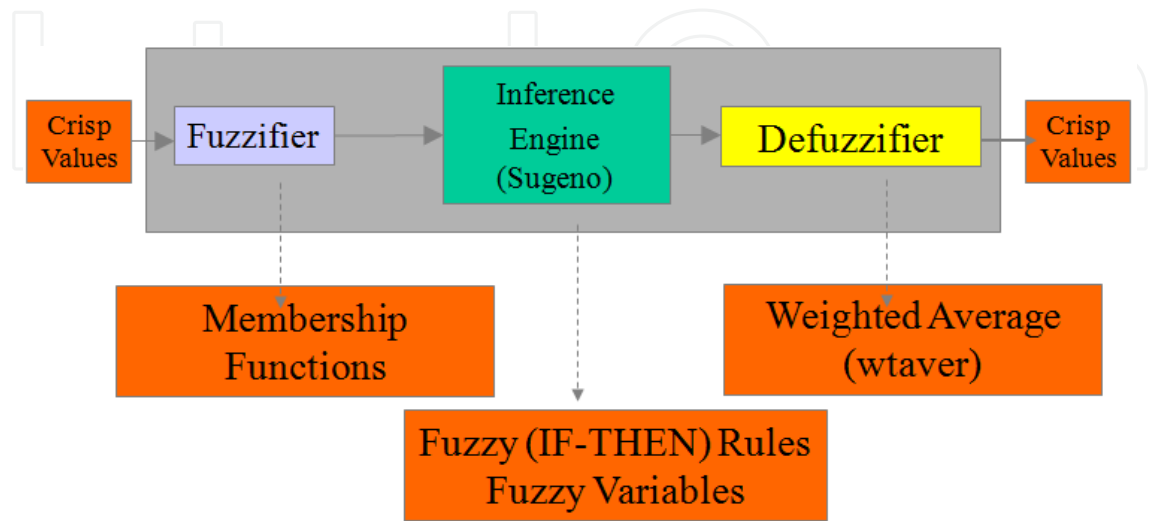 Crisp
Values
Fuzzifier
Inference
Engine
(Sugeno)
Defuzzifier
Crisp
Values
Membership
Functions
Weighted Average
(wtaver)
Fuzzy (IF-THEN) Rules
Fuzzy Variables